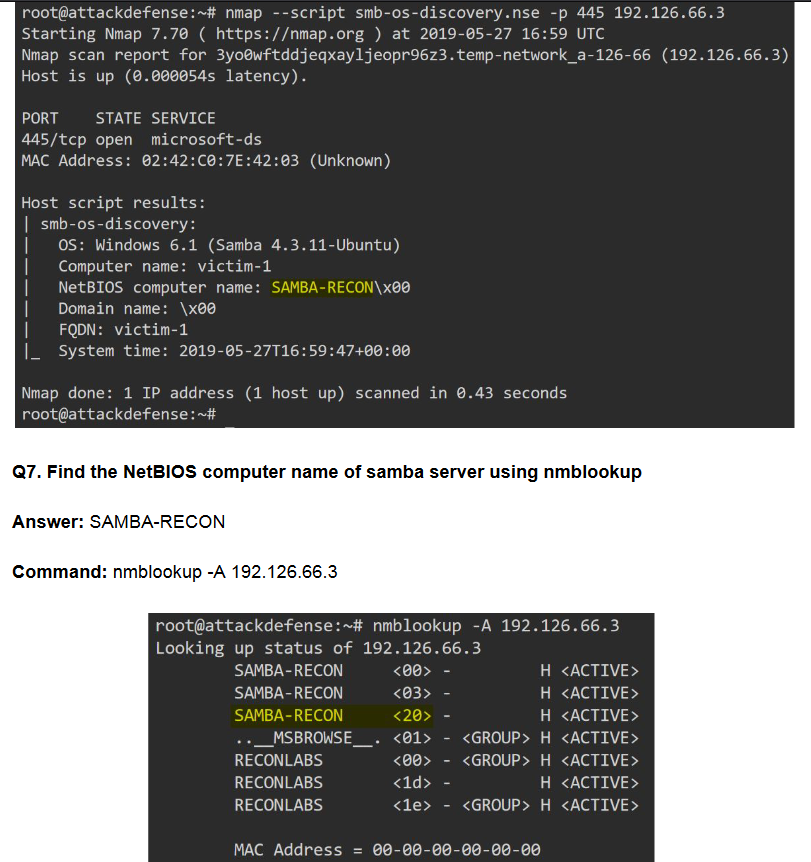 root@attackdefense:~# nmap --script smb-os-discovery.nse -p 445 192.126.66.3
Starting Nmap 7.70 ( https://nmap.org ) at 2019-05-27 16:59 UTC
Nmap scan report for 3yo0wftddjeqxayljeopr96z3.temp-network_a-126-66 (192.126.66.3)
Host is up (0.000054s latency).

PORT    STATE SERVICE
445/tcp open  microsoft-ds
MAC Address: 02:42:C0:7E:42:03 (Unknown)

Host script results:
| smb-os-discovery:
|   OS: Windows 6.1 (Samba 4.3.11-Ubuntu)
|   Computer name: victim-1
|   NetBIOS computer name: SAMBA-RECON\x00
|   Domain name: \x00
|   FQDN: victim-1
|_  System time: 2019-05-27T16:59:47+00:00

Nmap done: 1 IP address (1 host up) scanned in 0.43 seconds
root@attackdefense:~#

Q7. Find the NetBIOS computer name of samba server using nmblookup

Answer: SAMBA-RECON

Command: nmblookup -A 192.126.66.3

root@attackdefense:~# nmblookup -A 192.126.66.3
Looking up status of 192.126.66.3
        SAMBA-RECON     <00> -         H <ACTIVE>
        SAMBA-RECON     <03> -         H <ACTIVE>
        SAMBA-RECON     <20> -         H <ACTIVE>
        ..__MSBROWSE__. <01> - <GROUP> H <ACTIVE>
        RECONLABS       <00> - <GROUP> H <ACTIVE>
        RECONLABS       <1d> -         H <ACTIVE>
        RECONLABS       <1e> - <GROUP> H <ACTIVE>

        MAC Address = 00-00-00-00-00-00